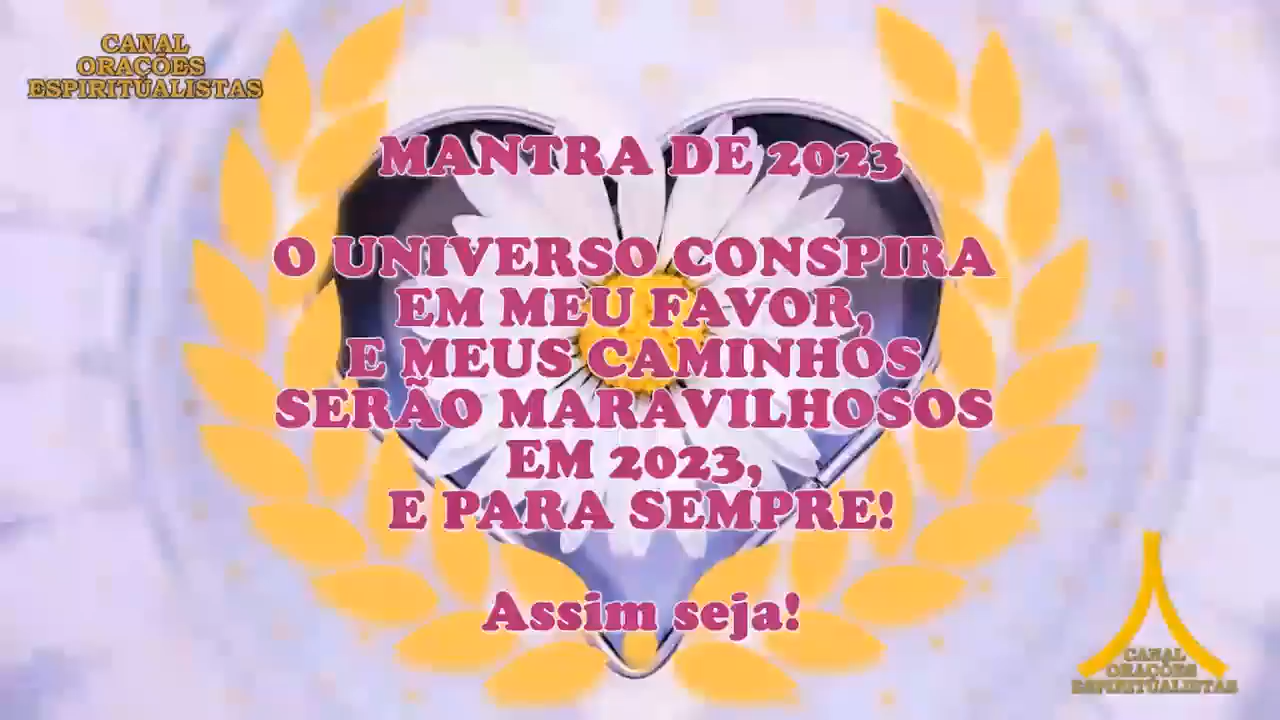 CANAL
ORAÇÕES
ESPIRITUALISTAS
MANTRA DE 2023
O UNIVERSO CONSPIRA
EM MEU FAVOR,
E MEUS CAMINHOS
SERÃO MARAVILHOSOS
EM 2023,
E PARA SEMPRE!
Assim seja!
CANAL
ORAÇÕES
ESPIRITUALISTAS